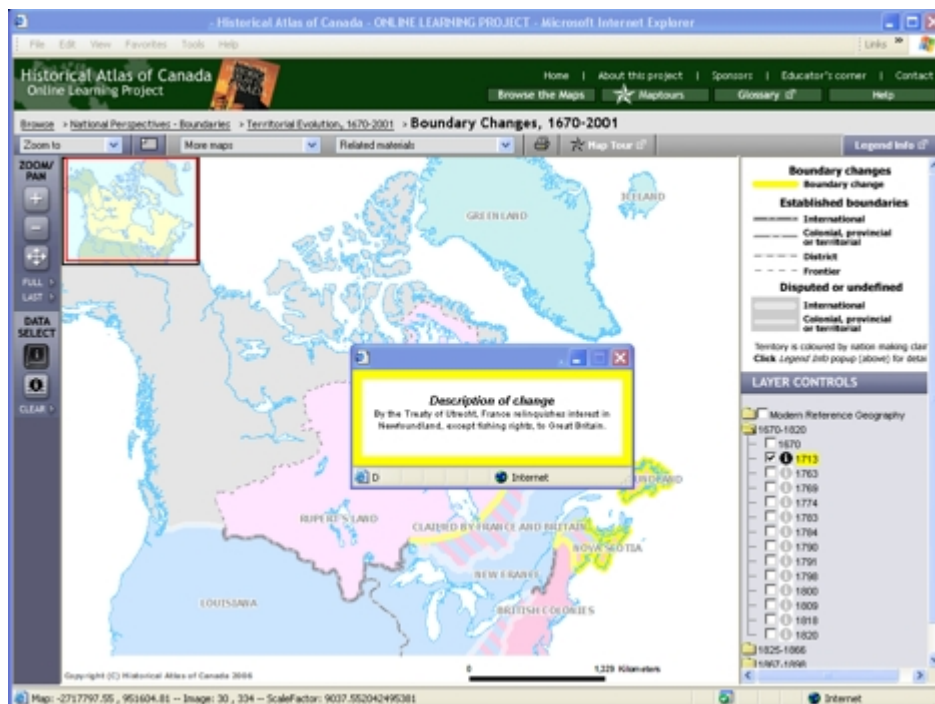 Historical Atlas of Canada - ONLINE LEARNING PROJECT - Microsoft Internet Explorer
File Edit View Favorites Tools Help
Links »
Historical Atlas of Canada
Online Learning Project
Home | About this project | Sponsors | Educator's corner | Contact
Browse the Maps Maptours Glossary Help
Browse » National Perspectives - Boundaries » Territorial Evolution, 1670-2001 » Boundary Changes, 1670-2001
Zoom to More maps Related materials Map Tour Legend Info
ZOOM/
PAN
FULL
LAST
DATA
SELECT
CLEAR
GREENLAND
ICELAND
RUPERT'S LAND
CLAIMED BY FRANCE AND BRITAIN
NOVA SCOTIA
NEW FRANCE
LOUISIANA
BRITISH COLONIES
Description of change
By the Treaty of Utrecht, France relinquishes interest in
Newfoundland, except fishing rights, to Great Britain.
D Internet
Boundary changes
Boundary change
Established boundaries
International
Colonial, provincial
or territorial
District
Frontier
Disputed or undefined
International
Colonial, provincial
or territorial
Territory is coloured by nation making clai
Click Legend Info popup (above) for detai
LAYER CONTROLS
Modern Reference Geography
1670-1820
1670
1713
1763
1769
1774
1783
1784
1790
1791
1798
1800
1809
1818
1820
1825-1866
1867-1898
Copyright (C) Historical Atlas of Canada 2006
0 1,229 Kilometers
Map: -2717797.55 , 951604.81 -- Image: 30 , 334 -- ScaleFactor: 9037.552042495381
Internet